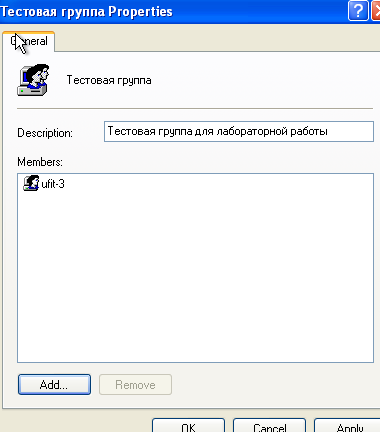 Тестовая группа Properties
General
Тестовая группа
Description: Тестовая группа для лабораторной работы
Members:
ufit-3
Add... Remove
OK Cancel Apply